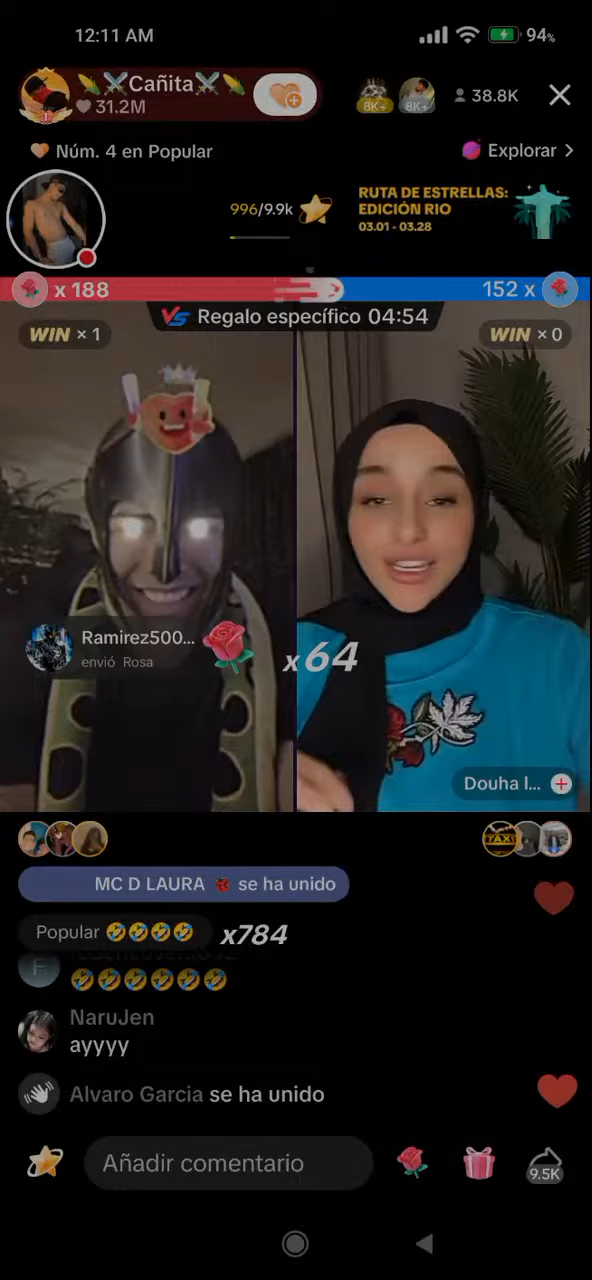 12:11 AM
94%
🌽⚔️Cañita⚔️🌽
31.2M
8K+
8K+
38.8K
Núm. 4 en Popular
Explorar
996/9.9k
RUTA DE ESTRELLAS:
EDICIÓN RIO
03.01 - 03.28
x 188
152 x
VS Regalo específico 04:54
WIN × 1
WIN × 0
Ramirez500...
envió Rosa
x64
Douha l...
TAXI
MC D LAURA 🐞 se ha unido
Popular 🤣🤣🤣🤣
x784
F
🤣🤣🤣🤣🤣🤣
NaruJen
ayyyy
Alvaro Garcia se ha unido
Añadir comentario
9.5K